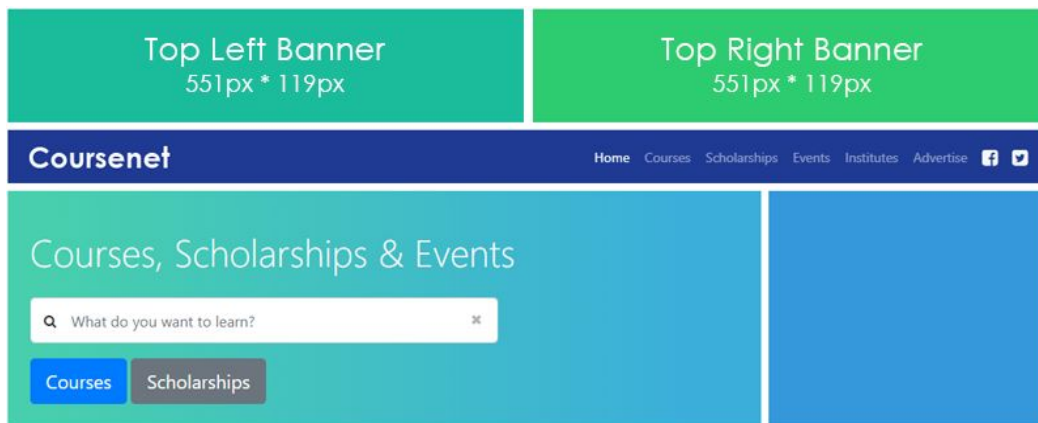 Top Left Banner
551px * 119px
Top Right Banner
551px * 119px
Coursenet
Home Courses Scholarships Events Institutes Advertise
Courses, Scholarships & Events
What do you want to learn?
Courses Scholarships